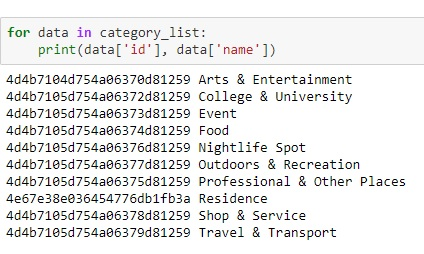 for data in category_list:
    print(data['id'], data['name'])
4d4b7104d754a06370d81259 Arts & Entertainment
4d4b7105d754a06372d81259 College & University
4d4b7105d754a06373d81259 Event
4d4b7105d754a06374d81259 Food
4d4b7105d754a06376d81259 Nightlife Spot
4d4b7105d754a06377d81259 Outdoors & Recreation
4d4b7105d754a06375d81259 Professional & Other Places
4e67e38e036454776db1fb3a Residence
4d4b7105d754a06378d81259 Shop & Service
4d4b7105d754a06379d81259 Travel & Transport